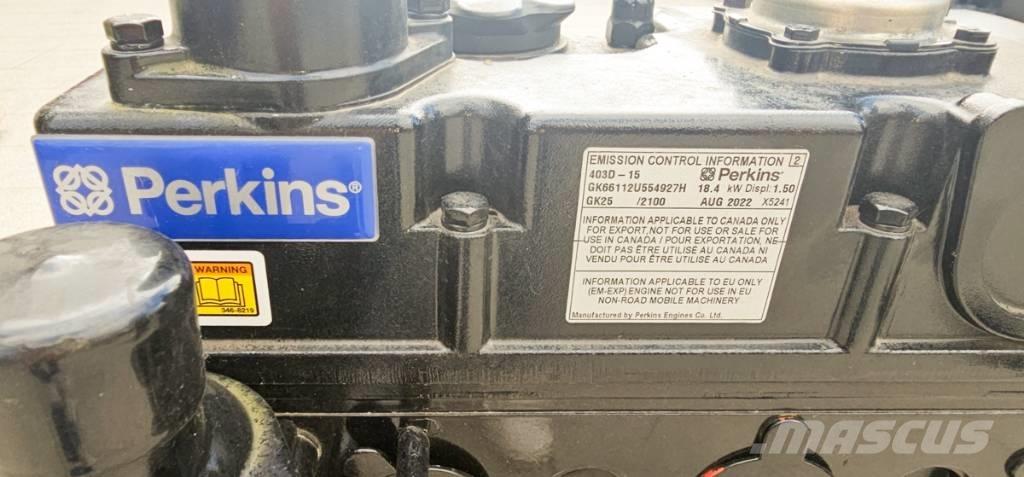 Perkins®
WARNING
346-8219
EMISSION CONTROL INFORMATION 2
403D-15 Perkins®
GK66112U554927H 18.4 kW Displ:1.50
GK25 /2100 AUG 2022 X5241
INFORMATION APPLICABLE TO CANADA ONLY
FOR EXPORT, NOT FOR USE OR SALE FOR
USE IN CANADA / POUR EXPORTATION, NE
DOIT PAS ÊTRE UTILISÉ AU CANADA NI
VENDU POUR ÊTRE UTILISÉ AU CANADA
INFORMATION APPLICABLE TO EU ONLY
(EM-EXP) ENGINE NOT FOR USE IN EU
NON-ROAD MOBILE MACHINERY
Manufactured by Perkins Engines Co. Ltd.
MASCUS